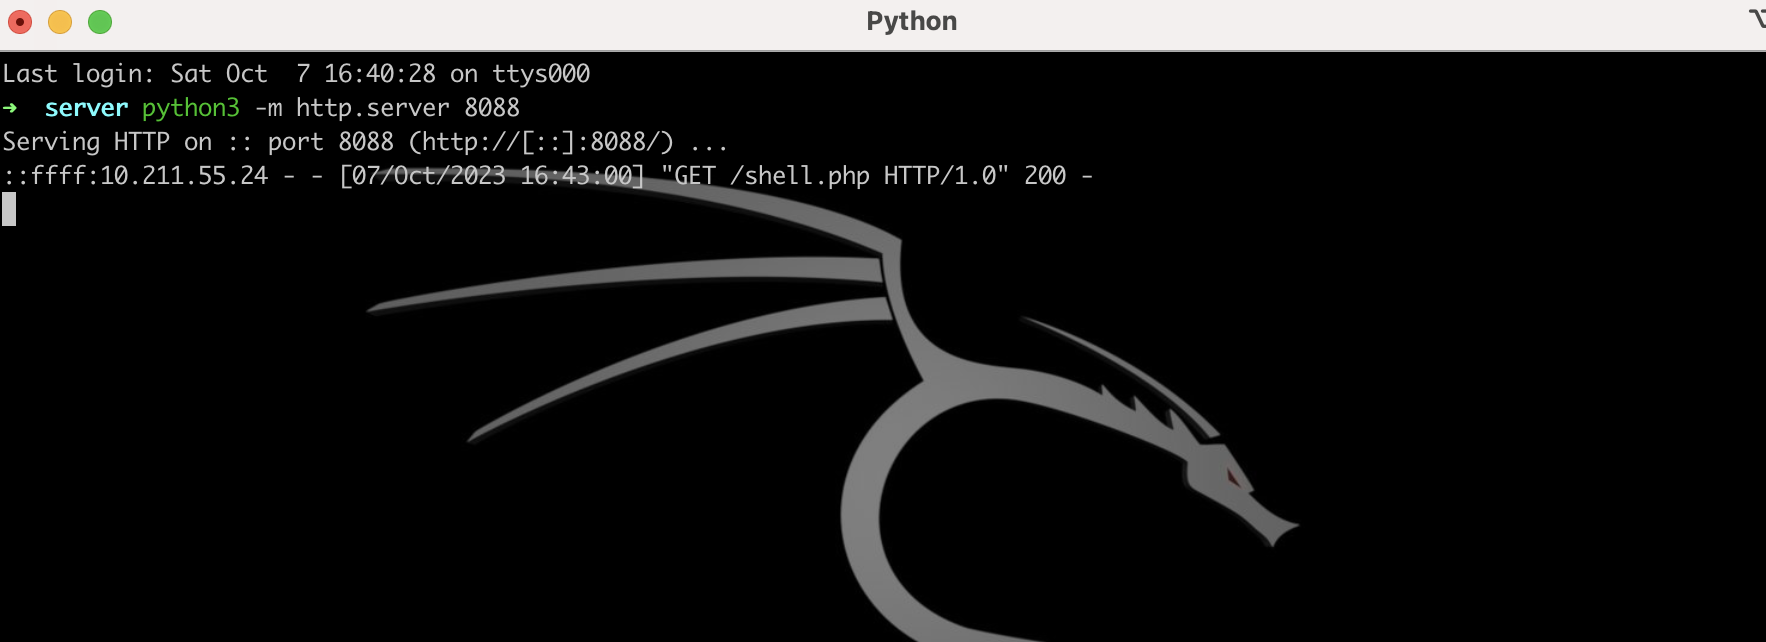 Python
Last login: Sat Oct  7 16:40:28 on ttys000
➜  server python3 -m http.server 8088
Serving HTTP on :: port 8088 (http://[::]:8088/) ...
::ffff:10.211.55.24 - - [07/Oct/2023 16:43:00] "GET /shell.php HTTP/1.0" 200 -